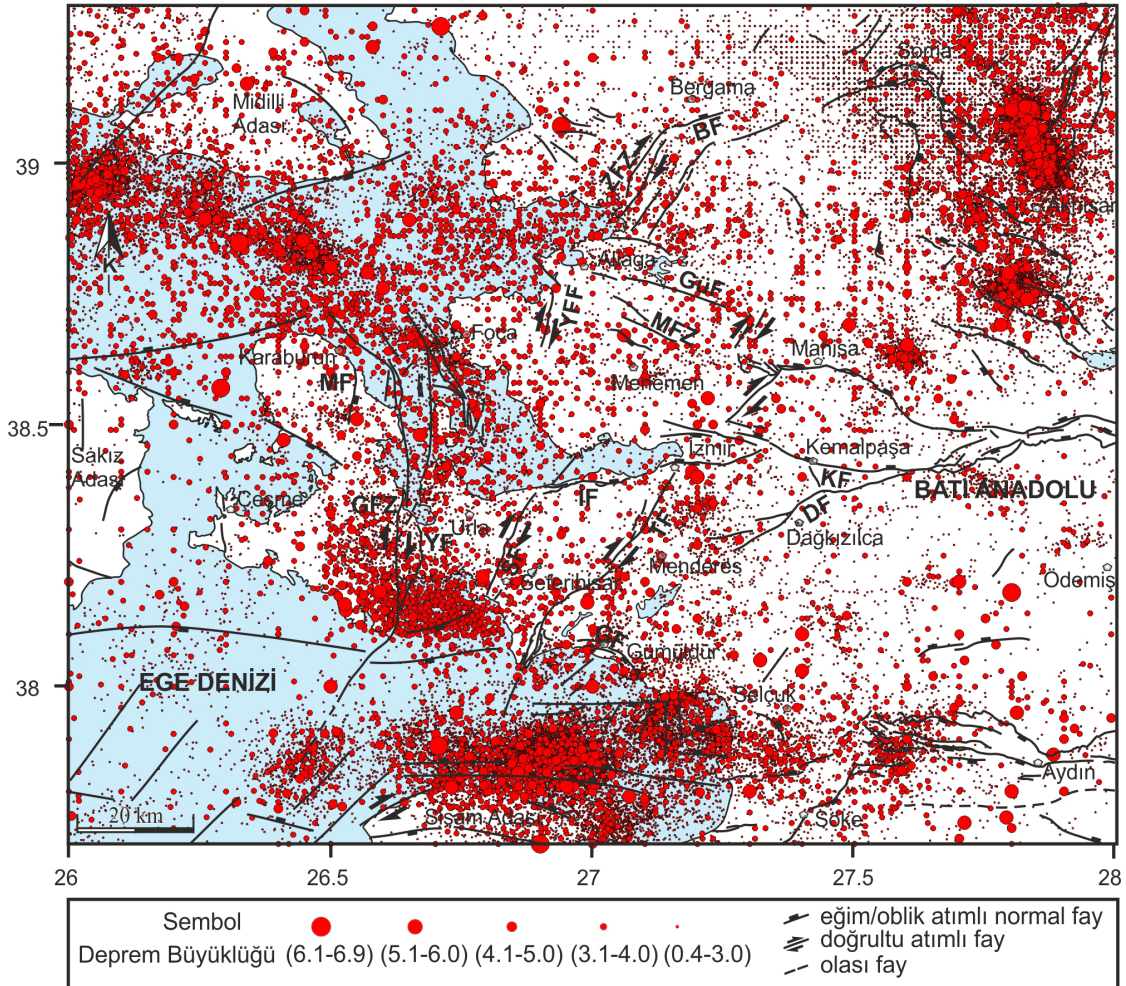 Soma
Bergama
Midilli
Adası
BF
ZFZ
39
Akhisar
K
Aliağa
GüF
YFF
MFZ
Foça
Karaburun
Manisa
MF
Menemen
38.5
Sakız
Adası
İzmir
Kemalpaşa
KF
BATI ANADOLU
Çeşme
İF
GFZ
DF
Urla
YF
TF
SF
Dağkızılca
Menderes
Seferihisar
Ödemiş
GF
Gümüldür
38
EGE DENİZİ
Selçuk
Aydın
20 km
Sisam Adası
Söke
26
26.5
27
27.5
28
Sembol
Deprem Büyüklüğü (6.1-6.9) (5.1-6.0) (4.1-5.0) (3.1-4.0) (0.4-3.0)
eğim/oblik atımlı normal fay
doğrultu atımlı fay
olası fay